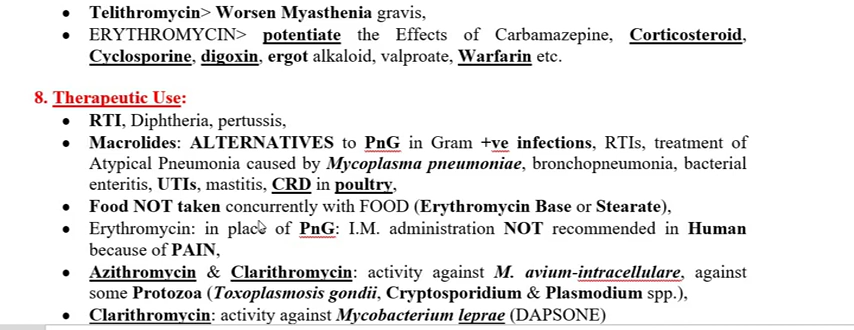 • Telithromycin> Worsen Myasthenia gravis,
• ERYTHROMYCIN> potentiate the Effects of Carbamazepine, Corticosteroid,
Cyclosporine, digoxin, ergot alkaloid, valproate, Warfarin etc.
8. Therapeutic Use:
• RTI, Diphtheria, pertussis,
• Macrolides: ALTERNATIVES to PnG in Gram +ve infections, RTIs, treatment of
Atypical Pneumonia caused by Mycoplasma pneumoniae, bronchopneumonia, bacterial
enteritis, UTIs, mastitis, CRD in poultry,
• Food NOT taken concurrently with FOOD (Erythromycin Base or Stearate),
• Erythromycin: in place of PnG: I.M. administration NOT recommended in Human
because of PAIN,
• Azithromycin & Clarithromycin: activity against M. avium-intracellulare, against
some Protozoa (Toxoplasmosis gondii, Cryptosporidium & Plasmodium spp.),
• Clarithromycin: activity against Mycobacterium leprae (DAPSONE)